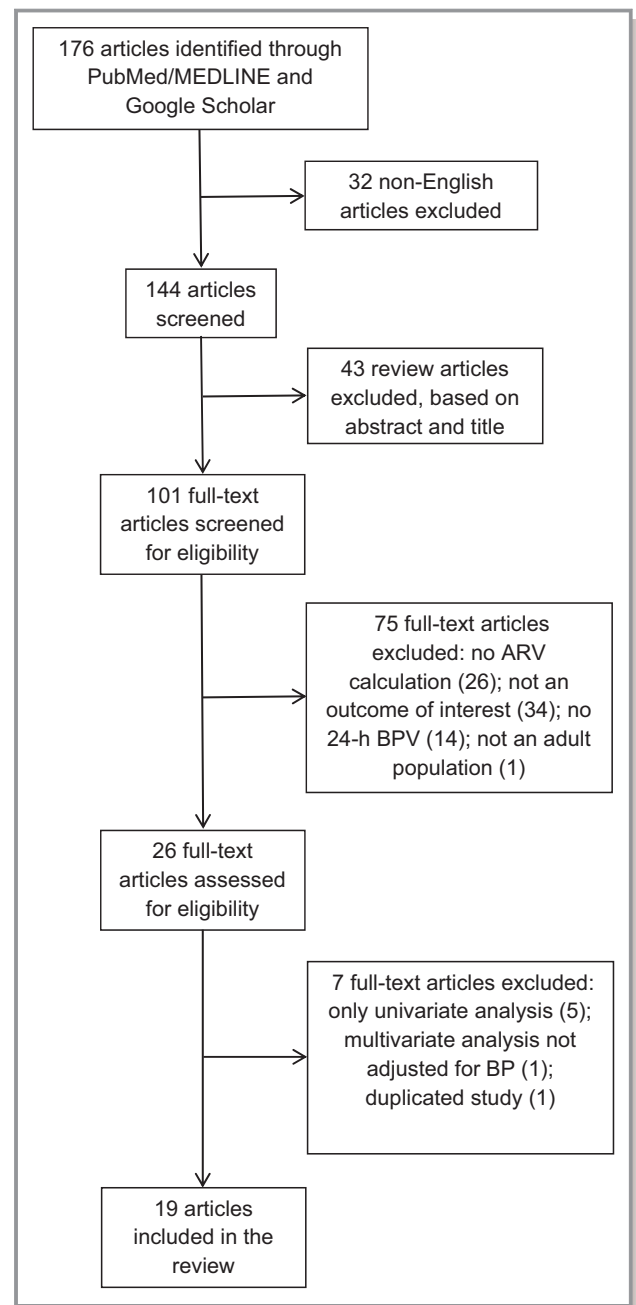 176 articles identified through
PubMed/MEDLINE and
Google Scholar
32 non-English
articles excluded
144 articles
screened
43 review articles
excluded, based on
abstract and title
101 full-text
articles screened
for eligibility
75 full-text articles
excluded: no ARV
calculation (26); not an
outcome of interest (34); no
24-h BPV (14); not an adult
population (1)
26 full-text
articles assessed
for eligibility
7 full-text articles excluded:
only univariate analysis (5);
multivariate analysis not
adjusted for BP (1);
duplicated study (1)
19 articles
included in the
review